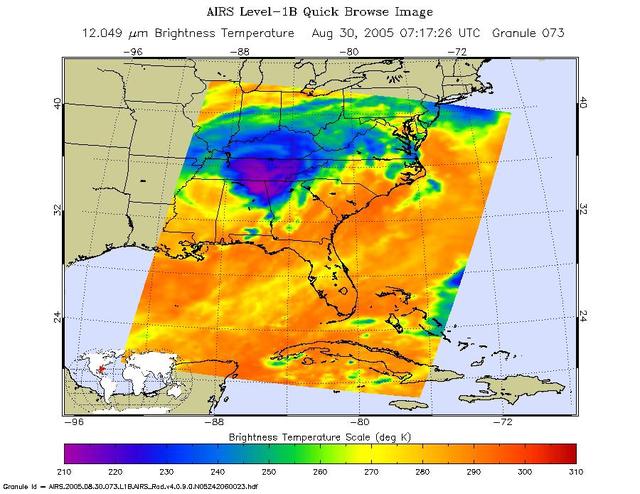 AIRS Level-1B Quick Browse Image
12.049 μm Brightness Temperature Aug 30, 2005 07:17:26 UTC Granule 073
-96 -88 -80 -72
40 40
32 32
24 24
-96 -88 -80 -72
Brightness Temperature Scale (deg K)
210 220 230 240 250 260 270 280 290 300 310
Granule Id = AIRS.2005.08.30.073.L1B.AIRS_Rad.v4.0.9.0.N05242060023.hdf